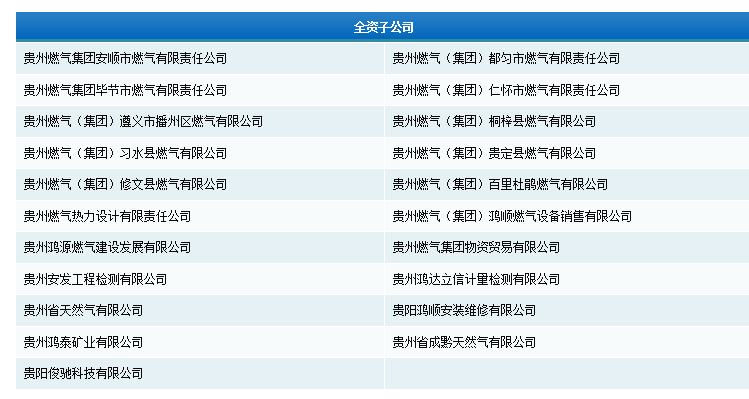 全资子公司
贵州燃气集团安顺市燃气有限责任公司 贵州燃气（集团）都匀市燃气有限责任公司
贵州燃气集团毕节市燃气有限责任公司 贵州燃气（集团）仁怀市燃气有限责任公司
贵州燃气（集团）遵义市播州区燃气有限公司 贵州燃气（集团）桐梓县燃气有限公司
贵州燃气（集团）习水县燃气有限公司 贵州燃气（集团）贵定县燃气有限公司
贵州燃气（集团）修文县燃气有限公司 贵州燃气（集团）百里杜鹃燃气有限公司
贵州燃气热力设计有限责任公司 贵州燃气（集团）鸿顺燃气设备销售有限公司
贵州鸿源燃气建设发展有限公司 贵州燃气集团物资贸易有限公司
贵州安发工程检测有限公司 贵州鸿达立信计量检测有限公司
贵州省天然气有限公司 贵阳鸿顺安装维修有限公司
贵州鸿泰矿业有限公司 贵州省成黔天然气有限公司
贵阳俊驰科技有限公司